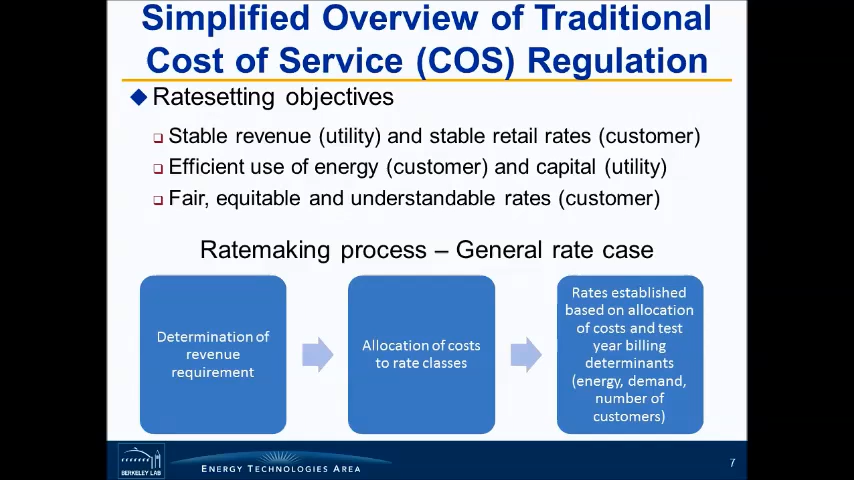 Simplified Overview of Traditional
Cost of Service (COS) Regulation
Ratesetting objectives
Stable revenue (utility) and stable retail rates (customer)
Efficient use of energy (customer) and capital (utility)
Fair, equitable and understandable rates (customer)
Ratemaking process – General rate case
Determination of
revenue
requirement
Allocation of costs
to rate classes
Rates established
based on allocation
of costs and test
year billing
determinants
(energy, demand,
number of
customers)
BERKELEY LAB
ENERGY TECHNOLOGIES AREA
7